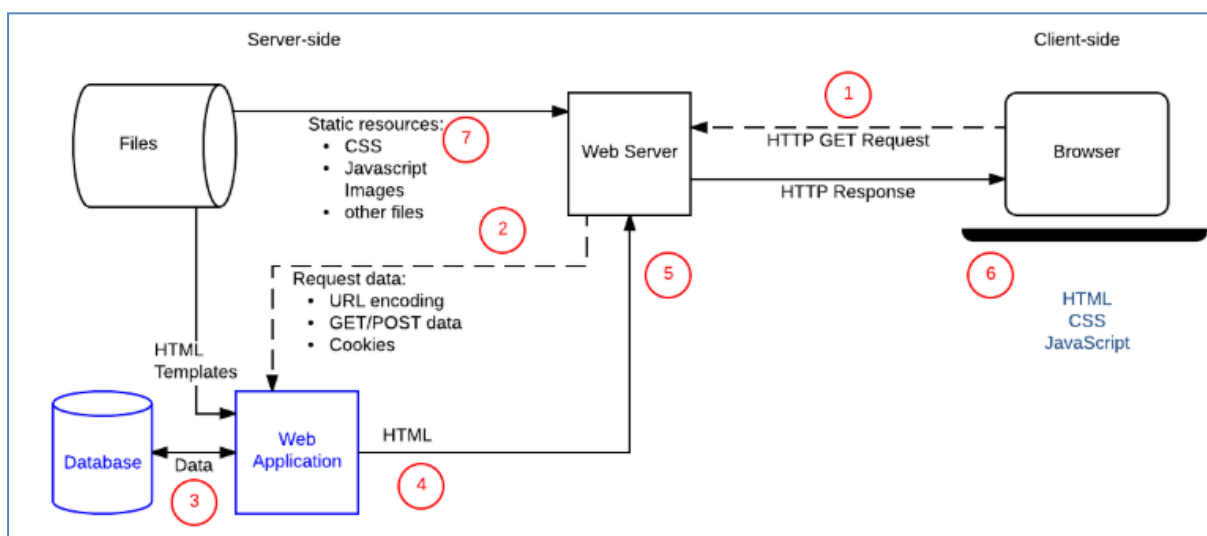 Server-side
Client-side
Files
Static resources:
• CSS
• Javascript
Images
• other files
7
Web Server
1
HTTP GET Request
HTTP Response
Browser
2
Request data:
• URL encoding
• GET/POST data
• Cookies
5
6
HTML
CSS
JavaScript
HTML
Templates
Database
Data
3
Web
Application
HTML
4